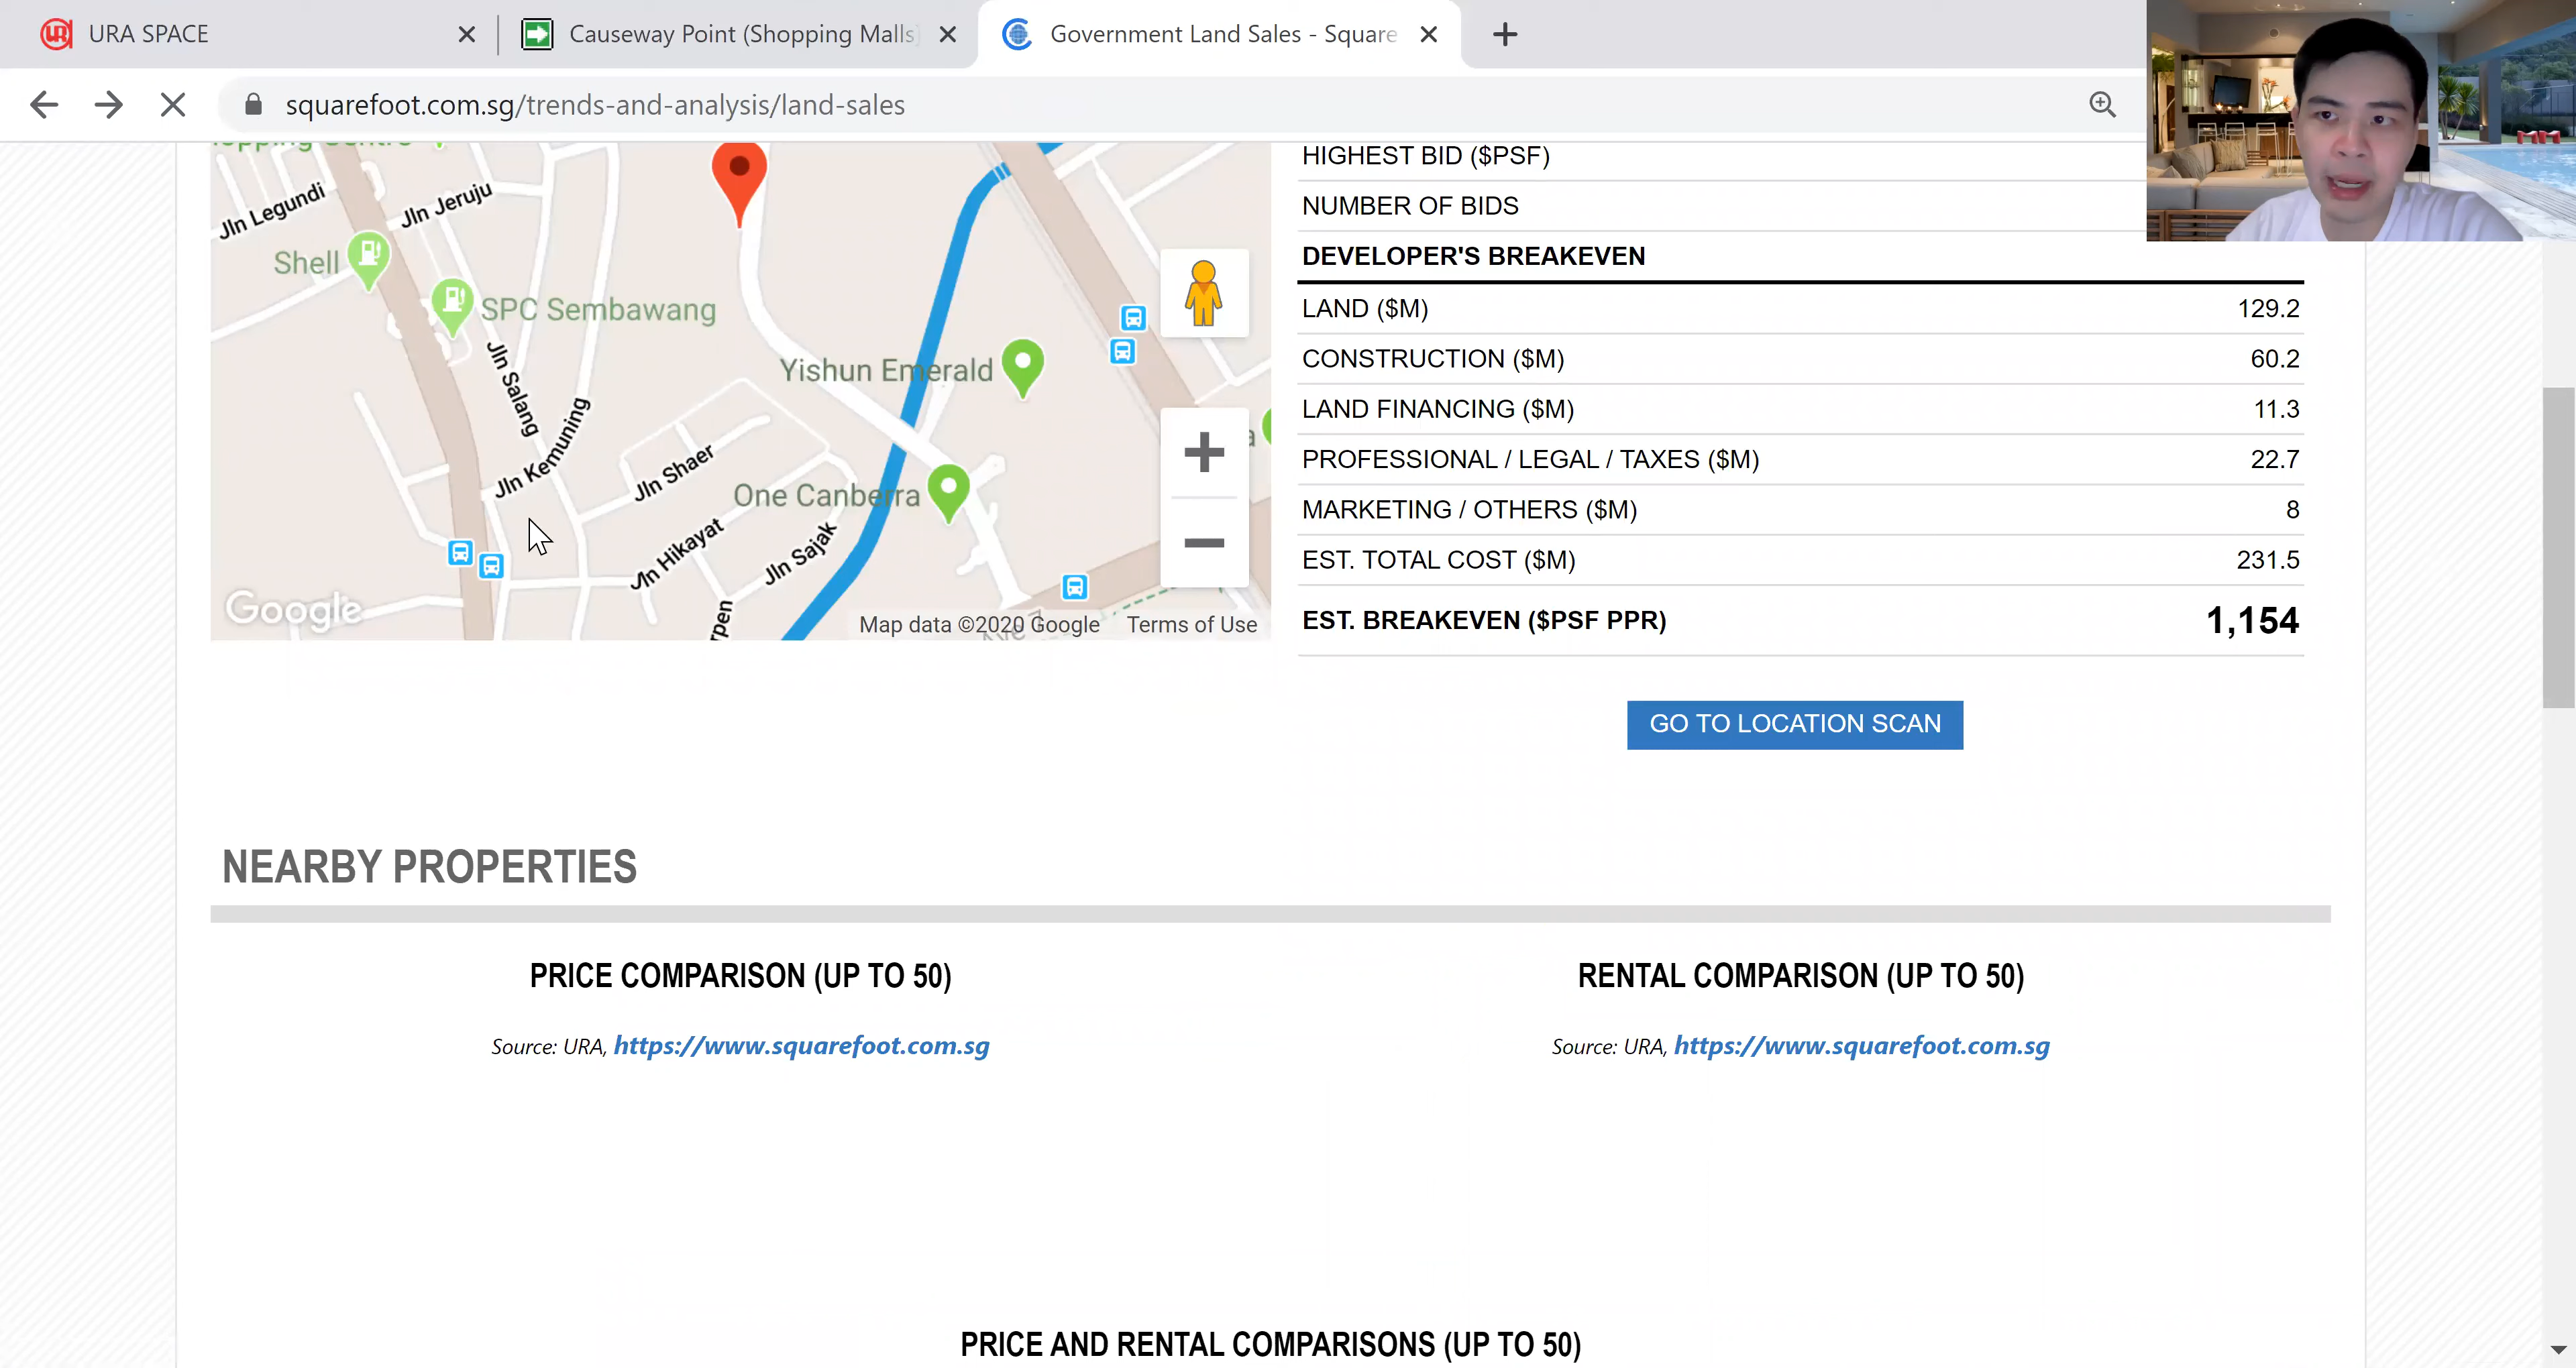 URA SPACE
Causeway Point (Shopping Malls)
Government Land Sales - Square
squarefoot.com.sg/trends-and-analysis/land-sales
Jln Legundi
Jln Jeruju
Shell
SPC Sembawang
Jln Salang
Jln Kemuning
Yishun Emerald
Jln Shaer
One Canberra
Jln Hikayat
Jln Sajak
Google
Map data ©2020 Google
Terms of Use
HIGHEST BID ($PSF)
NUMBER OF BIDS
DEVELOPER'S BREAKEVEN
LAND ($M) 129.2
CONSTRUCTION ($M) 60.2
LAND FINANCING ($M) 11.3
PROFESSIONAL / LEGAL / TAXES ($M) 22.7
MARKETING / OTHERS ($M) 8
EST. TOTAL COST ($M) 231.5
EST. BREAKEVEN ($PSF PPR) 1,154
GO TO LOCATION SCAN
NEARBY PROPERTIES
PRICE COMPARISON (UP TO 50)
Source: URA, https://www.squarefoot.com.sg
RENTAL COMPARISON (UP TO 50)
Source: URA, https://www.squarefoot.com.sg
PRICE AND RENTAL COMPARISONS (UP TO 50)